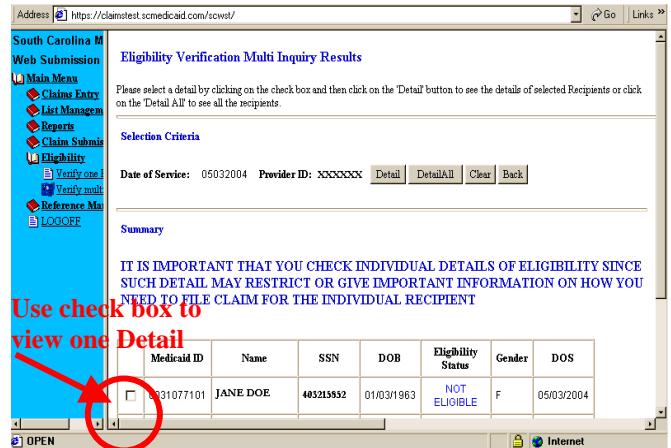 Address https://claimstest.scmedicaid.com/scwst/ Go Links »
South Carolina M
Web Submission
Main Menu
Claims Entry
List Managem
Reports
Claim Submis
Eligibility
Verify one
Verify mult
Reference Ma
LOGOFF
Eligibility Verification Multi Inquiry Results
Please select a detail by clicking on the check box and then click on the 'Detail' button to see the details of selected Recipients or click
on the 'Detail All' to see all the recipients.
Selection Criteria
Date of Service: 05032004 Provider ID: XXXXXX Detail DetailAll Clear Back
Summary
IT IS IMPORTANT THAT YOU CHECK INDIVIDUAL DETAILS OF ELIGIBILITY SINCE
SUCH DETAIL MAY RESTRICT OR GIVE IMPORTANT INFORMATION ON HOW YOU
NEED TO FILE CLAIM FOR THE INDIVIDUAL RECIPIENT
Use check box to
view one Detail
Medicaid ID Name SSN DOB Eligibility Status Gender DOS
0031077101 JANE DOE 403215832 01/03/1963 NOT ELIGIBLE F 05/03/2004
OPEN Internet